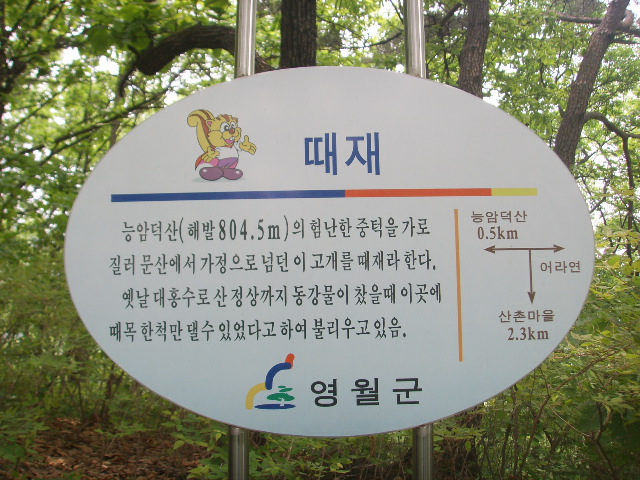 때재
능암덕산(해발804.5m)의 험난한 중턱을 가로
질러 문산에서 가정으로 넘던 이 고개를 때재라 한다.
옛날 대홍수로 산 정상까지 동강물이 찼을때 이곳에
때목 한척만 댈수 있었다고 하여 불리우고 있음.
능암덕산
0.5km
어라연
산촌마을
2.3km
영월군